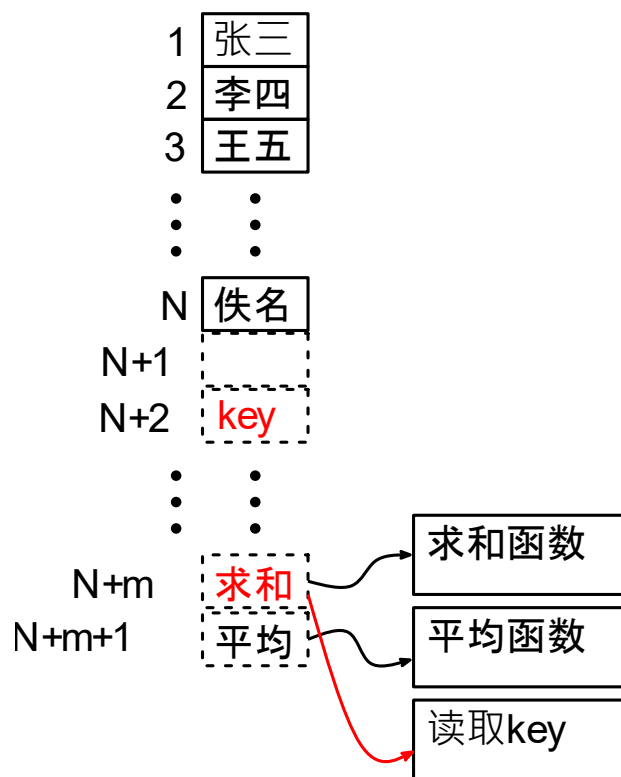 1 张三
2 李四
3 王五
N 佚名
N+1
N+2 key
求和函数
N+m 求和
N+m+1 平均 平均函数
读取key